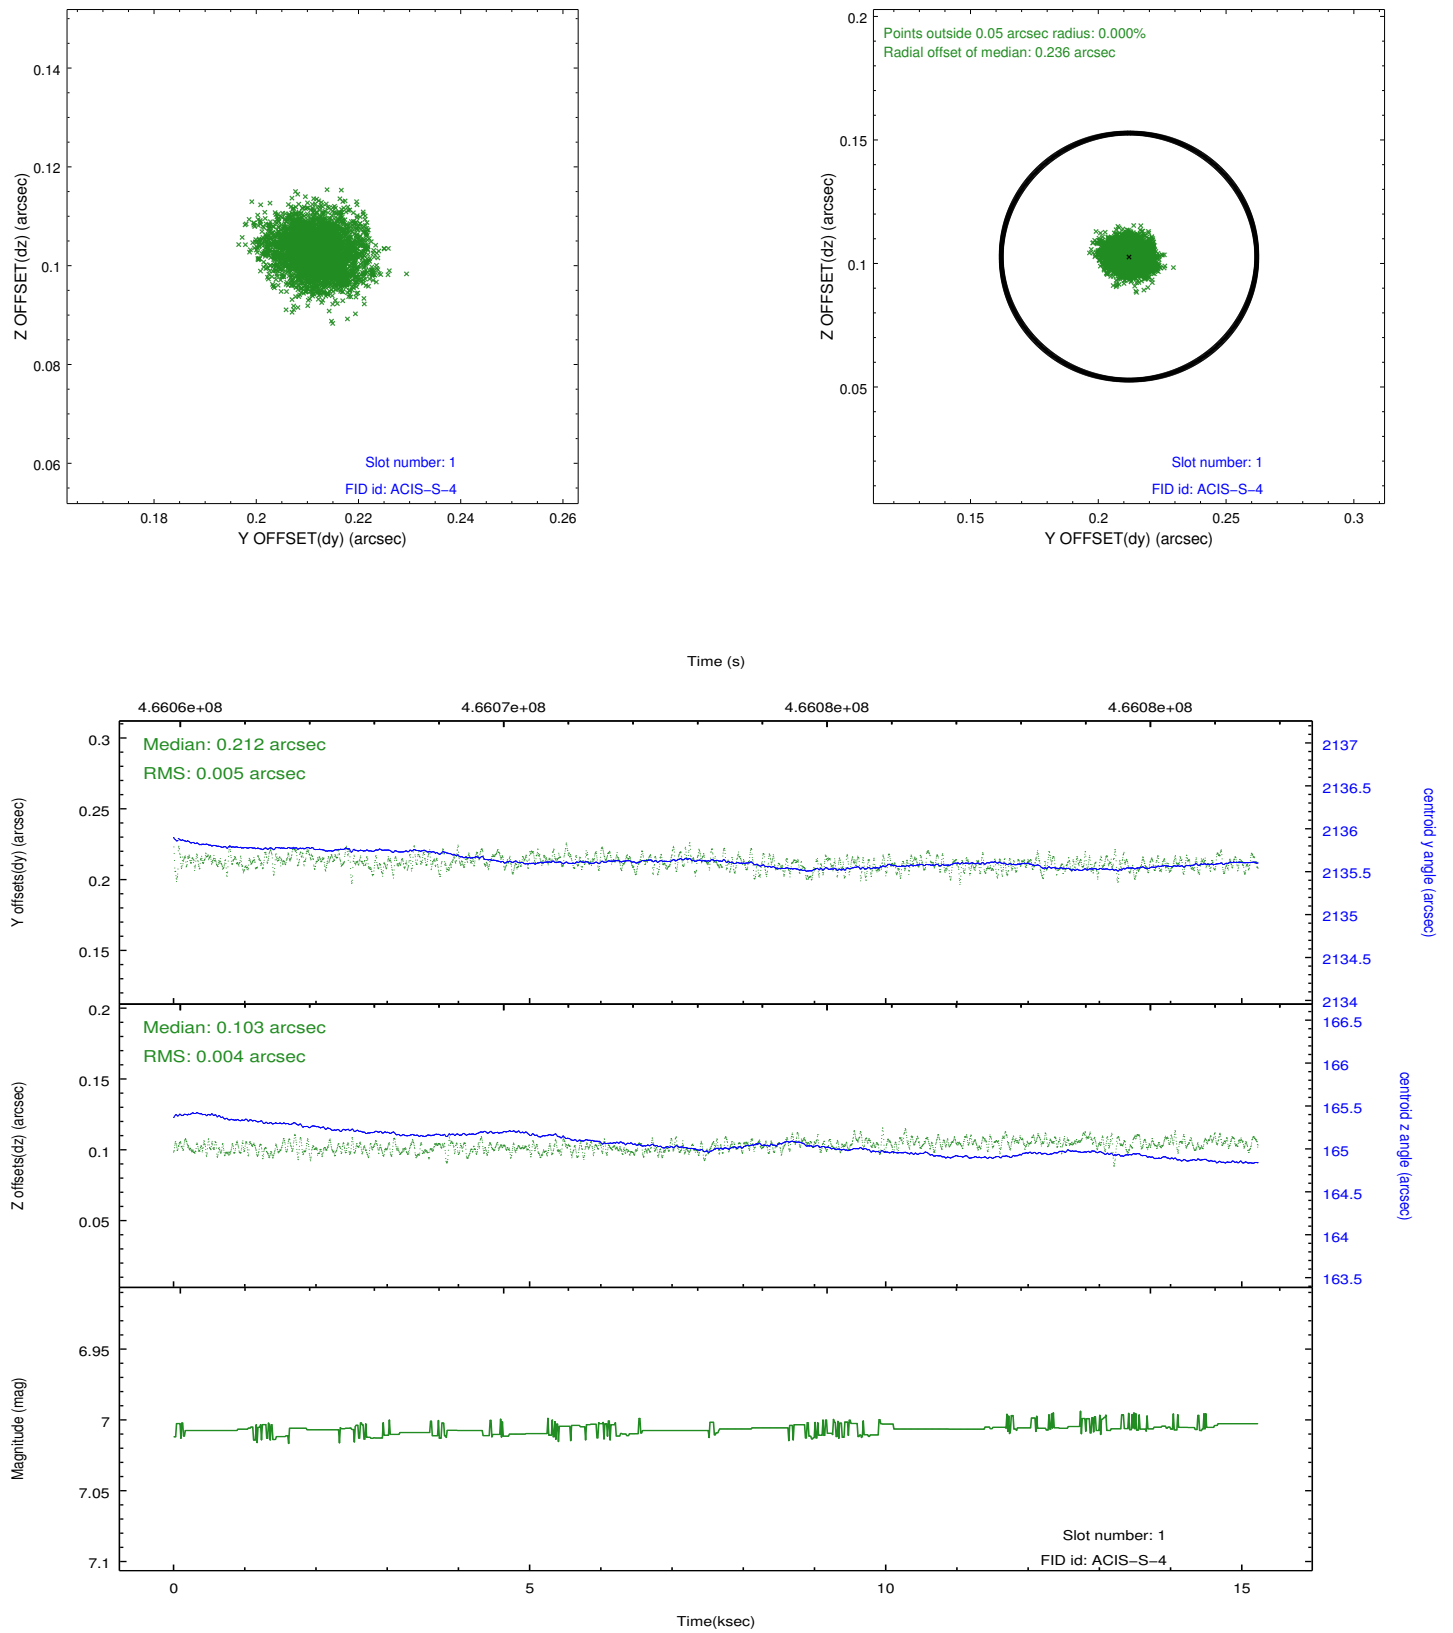 0.14
0.12
0.1
0.08
0.06
Z OFFSET(dz) (arcsec)
Slot number: 1
FID id: ACIS−S−4
0.18 0.2 0.22 0.24 0.26
Y OFFSET(dy) (arcsec)
0.2
0.15
0.1
0.05
Z OFFSET(dz) (arcsec)
Points outside 0.05 arcsec radius: 0.000%
Radial offset of median: 0.236 arcsec
Slot number: 1
FID id: ACIS−S−4
0.15 0.2 0.25 0.3
Y OFFSET(dy) (arcsec)
Time (s)
4.6606e+08 4.6607e+08 4.6608e+08 4.6608e+08
Median: 0.212 arcsec
RMS: 0.005 arcsec
0.3
0.25
0.2
0.15
Y offsets(dy) (arcsec)
2137
2136.5
2136
2135.5
2135
2134.5
2134
centroid y angle (arcsec)
Median: 0.103 arcsec
RMS: 0.004 arcsec
0.2
0.15
0.1
0.05
Z offsets(dz) (arcsec)
166.5
166
165.5
165
164.5
164
163.5
centroid z angle (arcsec)
6.95
7
7.05
7.1
Magnitude (mag)
Slot number: 1
FID id: ACIS−S−4
0 5 10 15
Time(ksec)